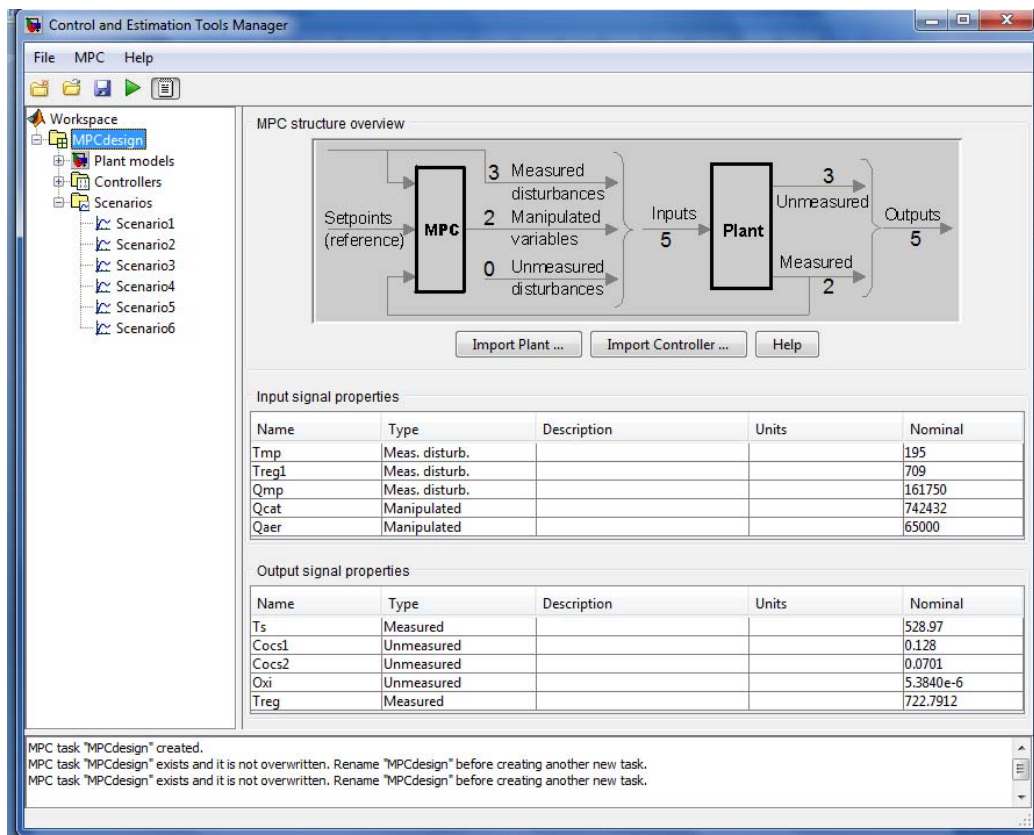 Control and Estimation Tools Manager
File MPC Help
Workspace
MPCdesign
Plant models
Controllers
Scenarios
Scenario1
Scenario2
Scenario3
Scenario4
Scenario5
Scenario6
MPC structure overview
Setpoints
(reference)
MPC
3 Measured
disturbances
2 Manipulated
variables
0 Unmeasured
disturbances
Inputs
5
Plant
3
Unmeasured
Measured
2
Outputs
5
Import Plant ... Import Controller ... Help
Input signal properties
Name Type Description Units Nominal
Tmp Meas. disturb. 195
Treg1 Meas. disturb. 709
Qmp Meas. disturb. 161750
Qcat Manipulated 742432
Qaer Manipulated 65000
Output signal properties
Name Type Description Units Nominal
Ts Measured 528.97
Cocs1 Unmeasured 0.128
Cocs2 Unmeasured 0.0701
Oxi Unmeasured 5.3840e-6
Treg Measured 722.7912
MPC task "MPCdesign" created.
MPC task "MPCdesign" exists and it is not overwritten. Rename "MPCdesign" before creating another new task.
MPC task "MPCdesign" exists and it is not overwritten. Rename "MPCdesign" before creating another new task.